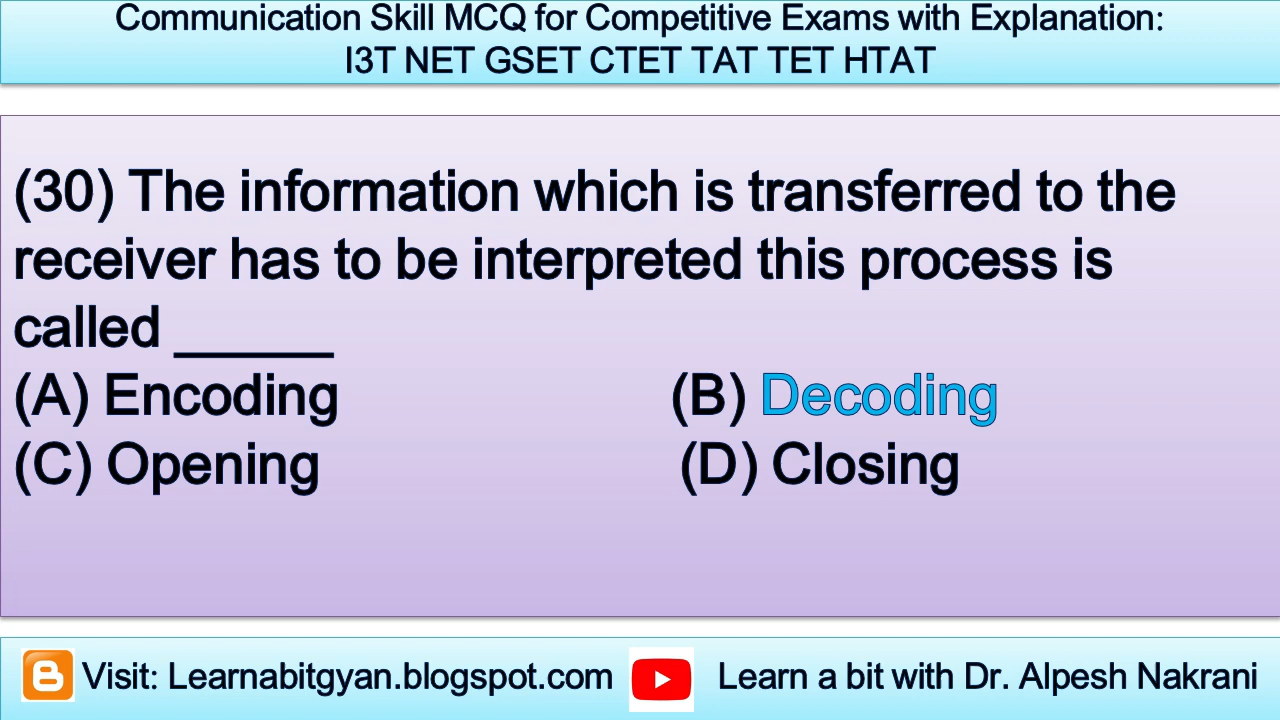 Communication Skill MCQ for Competitive Exams with Explanation:
I3T NET GSET CTET TAT TET HTAT
(30) The information which is transferred to the
receiver has to be interpreted this process is
called ______
(A) Encoding (B) Decoding
(C) Opening (D) Closing
Visit: Learnabitgyan.blogspot.com Learn a bit with Dr. Alpesh Nakrani